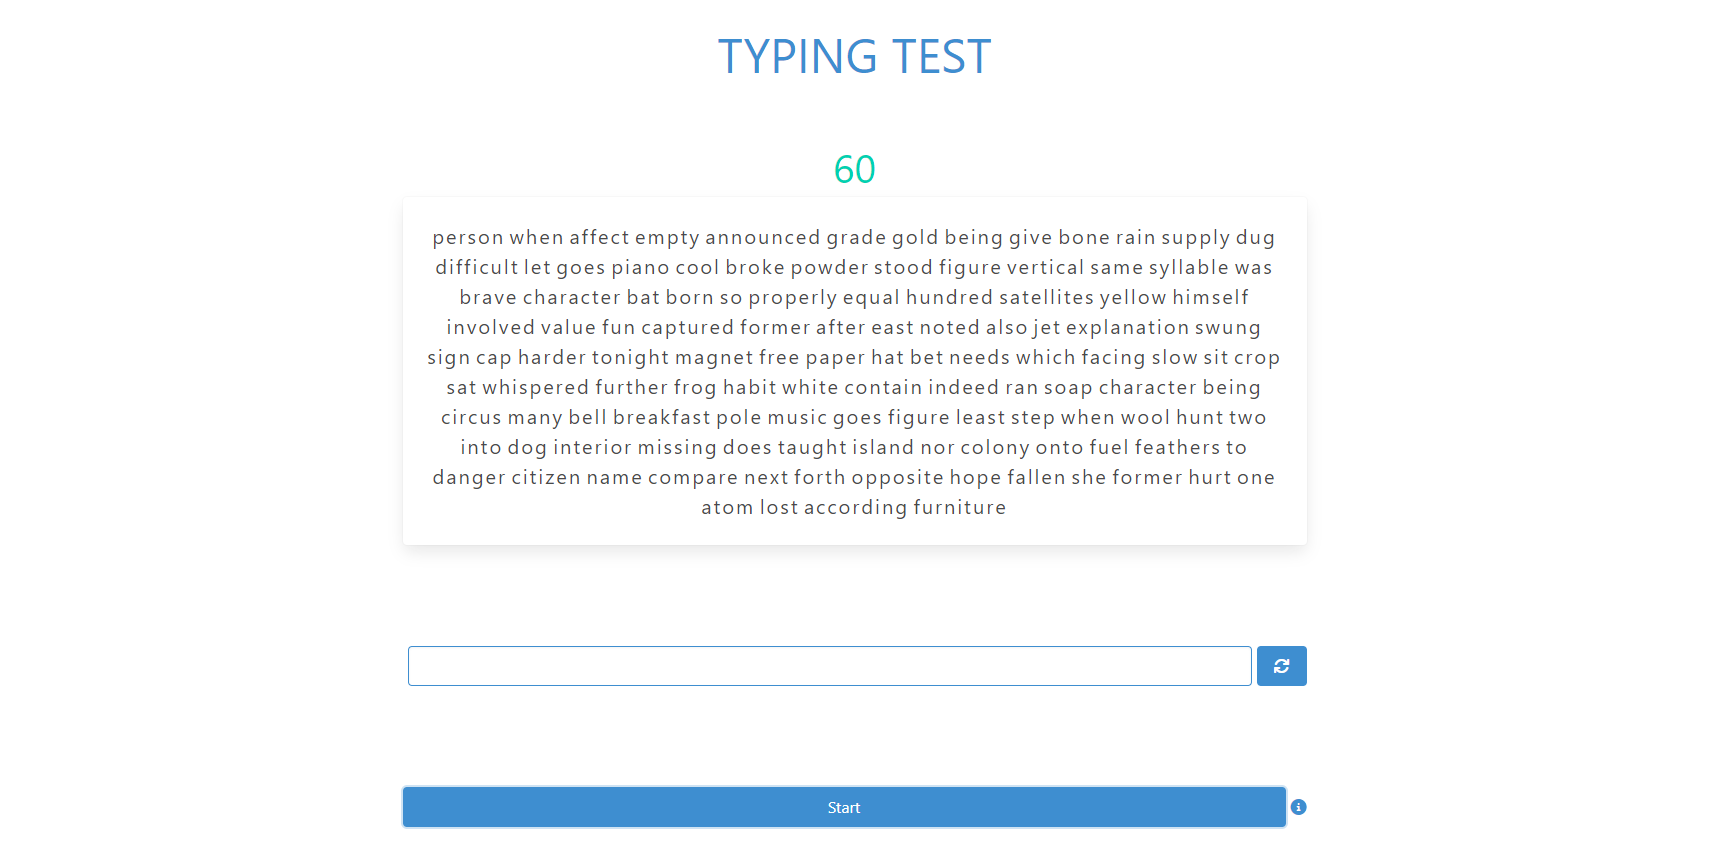 TYPING TEST
60
person when affect empty announced grade gold being give bone rain supply dug
difficult let goes piano cool broke powder stood figure vertical same syllable was
brave character bat born so properly equal hundred satellites yellow himself
involved value fun captured former after east noted also jet explanation swung
sign cap harder tonight magnet free paper hat bet needs which facing slow sit crop
sat whispered further frog habit white contain indeed ran soap character being
circus many bell breakfast pole music goes figure least step when wool hunt two
into dog interior missing does taught island nor colony onto fuel feathers to
danger citizen name compare next forth opposite hope fallen she former hurt one
atom lost according furniture
Start